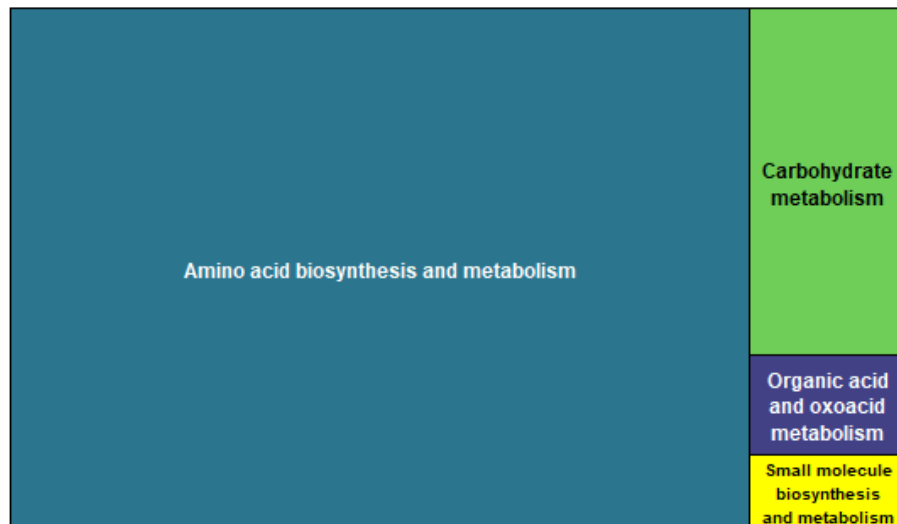 Amino acid biosynthesis and metabolism
Carbohydrate
metabolism
Organic acid
and oxoacid
metabolism
Small molecule
biosynthesis
and metabolism